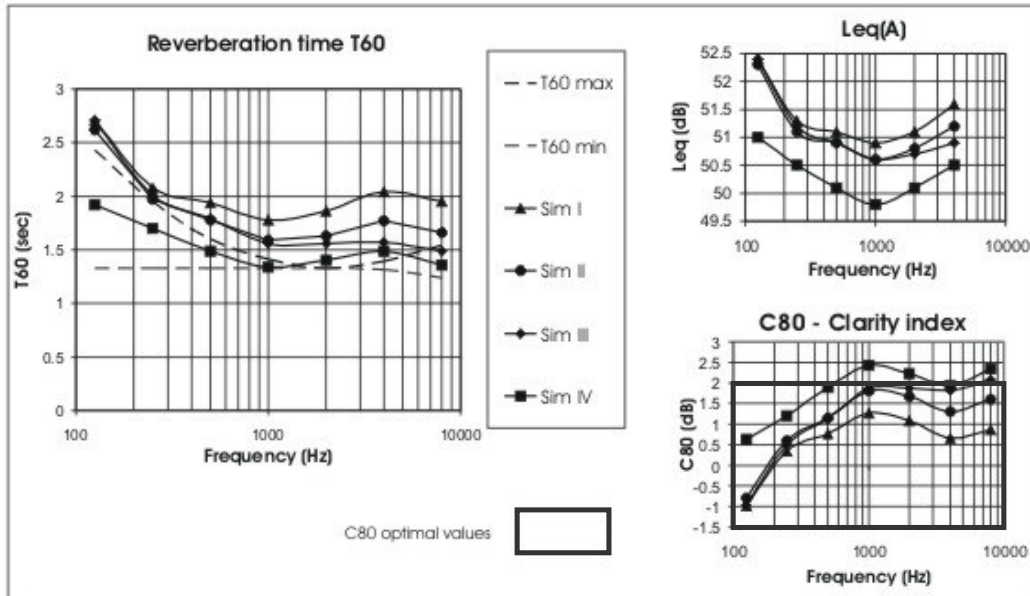 Reverberation time T60
3
2.5
2
1.5
1
0.5
0
T60 (sec)
100
1000
10000
Frequency (Hz)
T60 max
T60 min
Sim I
Sim II
Sim III
Sim IV
Leq(A)
52.5
52
51.5
51
50.5
50
49.5
Leq (dB)
100
1000
10000
Frequency (Hz)
C80 - Clarity index
3
2.5
2
1.5
1
0.5
0
-0.5
-1
-1.5
C80 (dB)
100
1000
10000
Frequency (Hz)
C80 optimal values